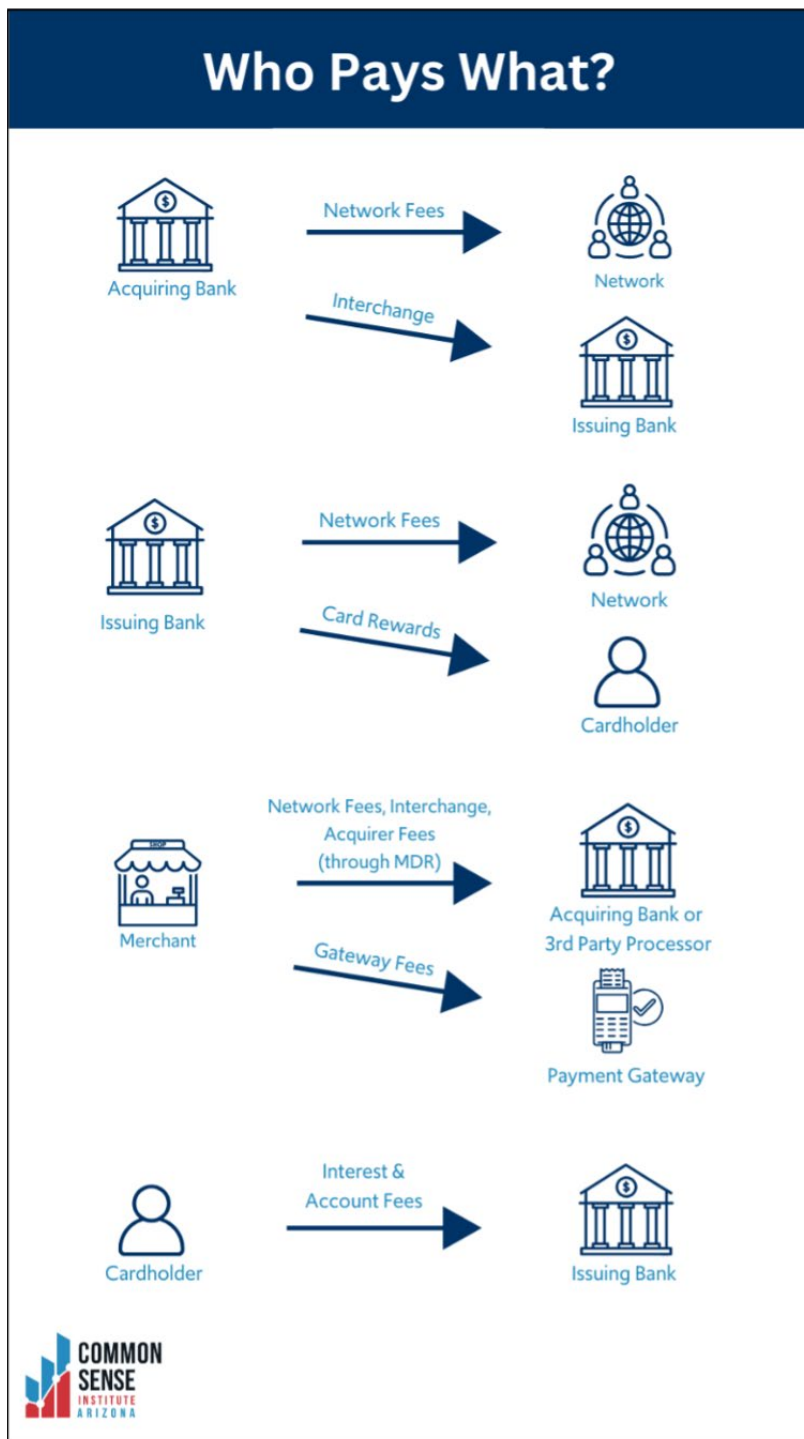 Who Pays What?
Network Fees
Acquiring Bank
Network
Interchange
Issuing Bank
Network Fees
Issuing Bank
Network
Card Rewards
Cardholder
Network Fees, Interchange,
Acquirer Fees
(through MDR)
SHOP
Merchant
Acquiring Bank or
3rd Party Processor
Gateway Fees
Payment Gateway
Interest &
Account Fees
Cardholder
Issuing Bank
COMMON
SENSE
INSTITUTE
ARIZONA